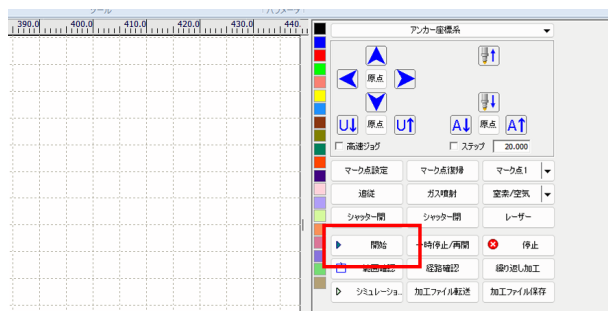 ツール
パラメータ
390.0 400.0 410.0 420.0 430.0 440.
アンカー座標系
原点
U 原点 U A 原点 A
高速ジョグ ステップ 20.000
マーク点設定 マーク点復帰 マーク点1
追従 ガス噴射 窒素/空気
シャッター開 シャッター閉 レーザー
開始 一時停止/再開 停止
範囲確認 経路確認 繰り返し加工
シミュレーショ... 加工ファイル転送 加工ファイル保存